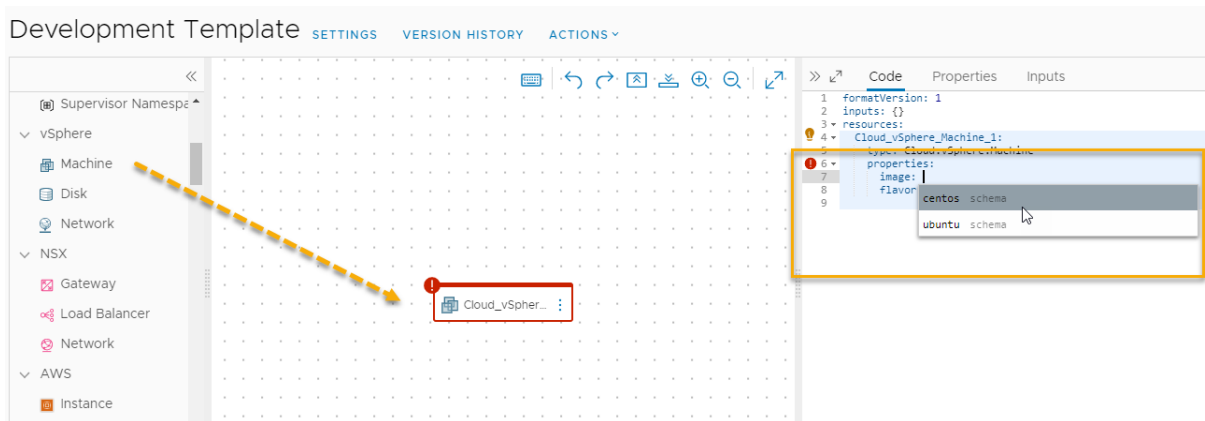 Development Template SETTINGS VERSION HISTORY ACTIONS
Supervisor Namespa
vSphere
Machine
Disk
Network
NSX
Gateway
Load Balancer
Network
AWS
Instance
Cloud_vSpher...
Code Properties Inputs
1 formatVersion: 1
2 inputs: {}
3 resources:
4 Cloud_vSphere_Machine_1:
5 type: Cloud.vSphere.Machine
6 properties:
7 image:
8 flavor
9
centos schema
ubuntu schema